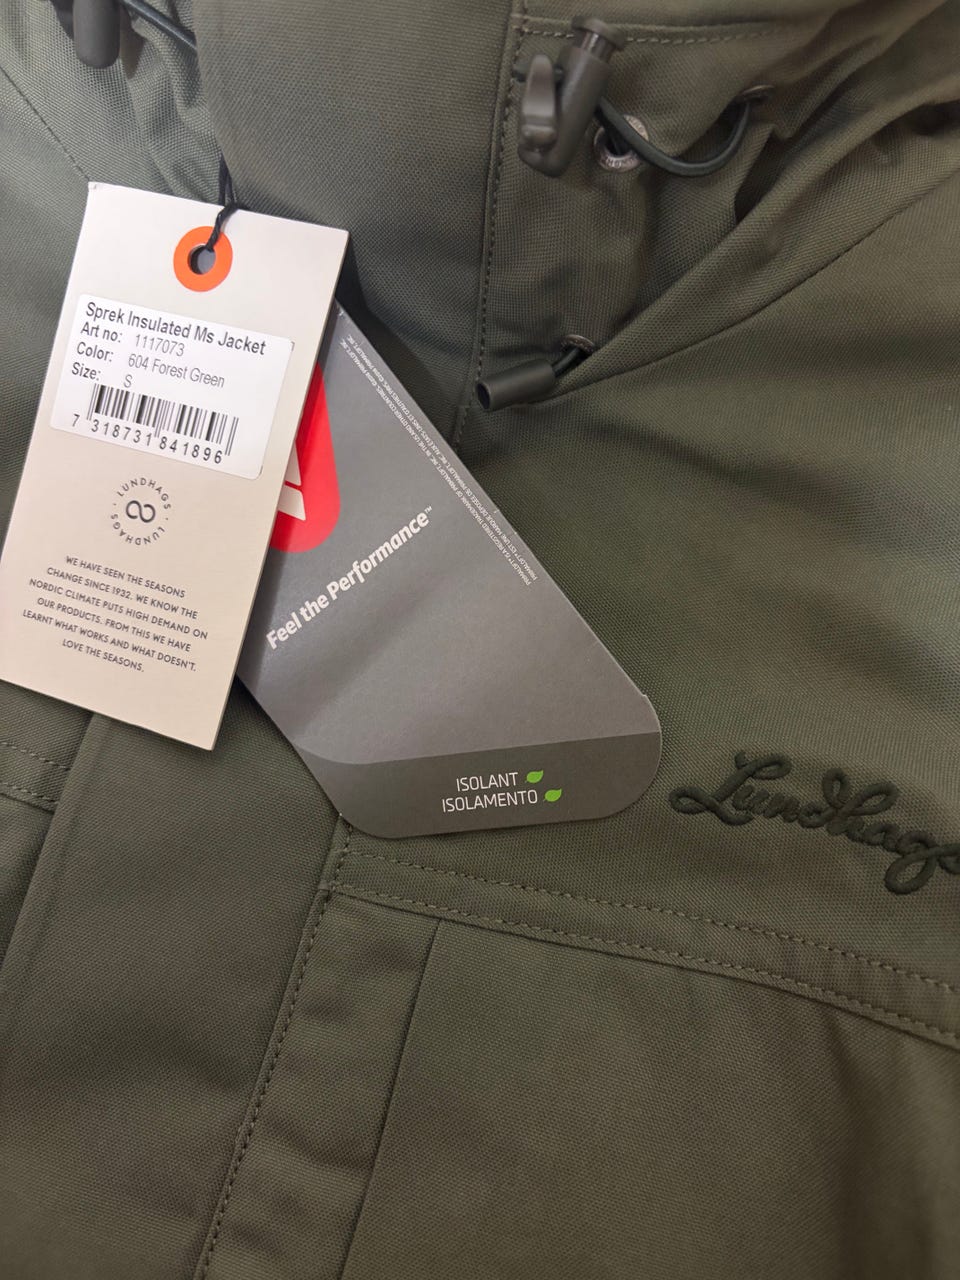 Sprek Insulated Ms Jacket
Art no: 1117073
Color: 604 Forest Green
Size: S
7 318731 841896
LUNDHAGS · LUNDHAGS ·
WE HAVE SEEN THE SEASONS
CHANGE SINCE 1932. WE KNOW THE
NORDIC CLIMATE PUTS HIGH DEMAND ON
OUR PRODUCTS. FROM THIS WE HAVE
LEARNT WHAT WORKS AND WHAT DOESN'T.
LOVE THE SEASONS.
Feel the Performance™
ISOLANT
ISOLAMENTO
Lundhags